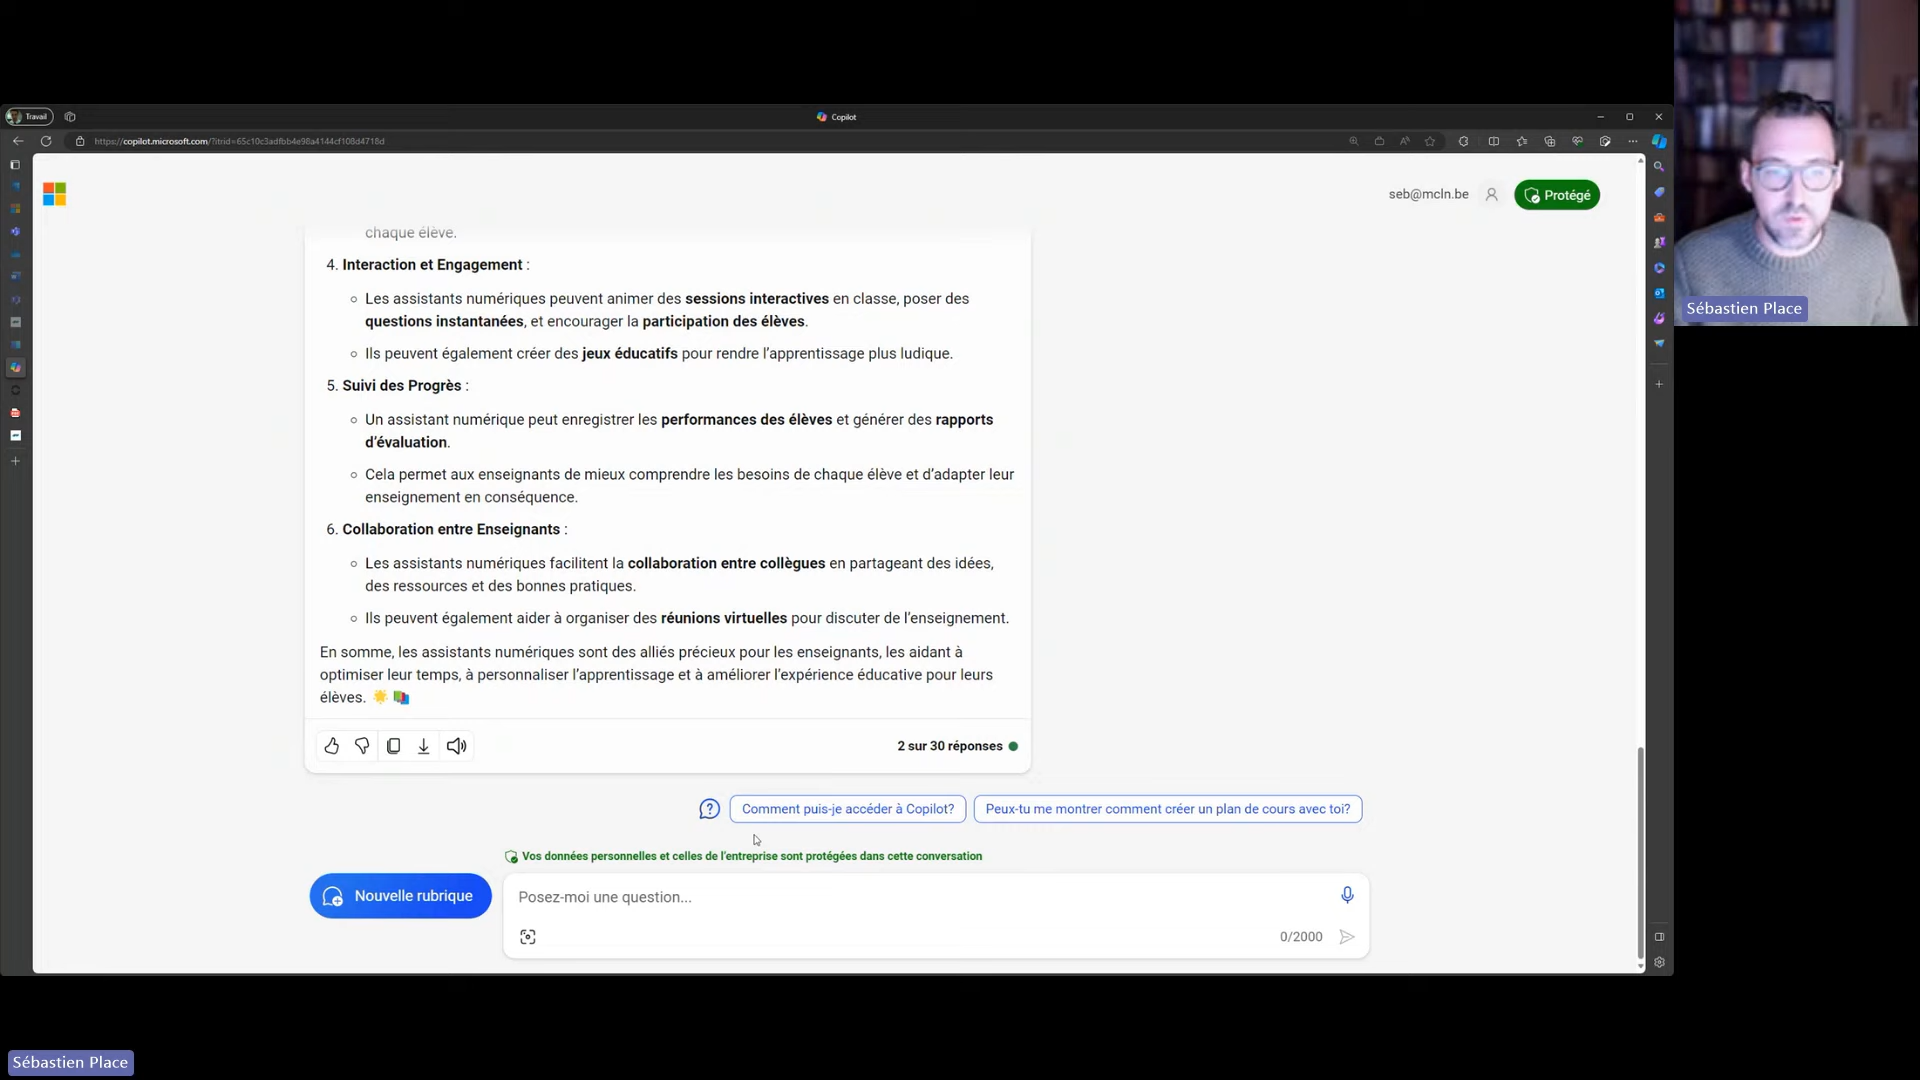 Travail
Copilot
https://copilot.microsoft.com/?itrid=65c10c3adfbb4e98a4144cf108d4718d
seb@mcln.be
Protégé
Sébastien Place
chaque élève.
4. Interaction et Engagement :
Les assistants numériques peuvent animer des sessions interactives en classe, poser des
questions instantanées, et encourager la participation des élèves.
Ils peuvent également créer des jeux éducatifs pour rendre l’apprentissage plus ludique.
5. Suivi des Progrès :
Un assistant numérique peut enregistrer les performances des élèves et générer des rapports
d’évaluation.
Cela permet aux enseignants de mieux comprendre les besoins de chaque élève et d’adapter leur
enseignement en conséquence.
6. Collaboration entre Enseignants :
Les assistants numériques facilitent la collaboration entre collègues en partageant des idées,
des ressources et des bonnes pratiques.
Ils peuvent également aider à organiser des réunions virtuelles pour discuter de l’enseignement.
En somme, les assistants numériques sont des alliés précieux pour les enseignants, les aidant à
optimiser leur temps, à personnaliser l’apprentissage et à améliorer l’expérience éducative pour leurs
élèves.
2 sur 30 réponses
Comment puis-je accéder à Copilot?
Peux-tu me montrer comment créer un plan de cours avec toi?
Vos données personnelles et celles de l’entreprise sont protégées dans cette conversation
Nouvelle rubrique
Posez-moi une question...
0/2000
Sébastien Place